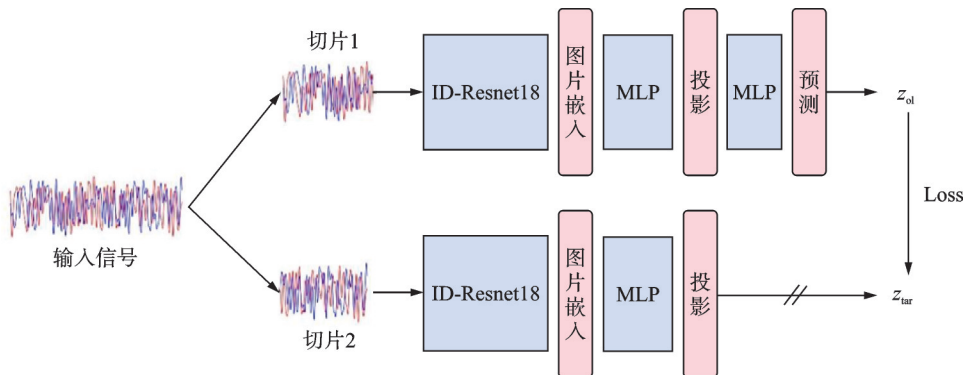 切片1
ID-Resnet18
图片嵌入
MLP
投影
MLP
预测
z_ol
Loss
输入信号
ID-Resnet18
图片嵌入
MLP
投影
z_tar
切片2